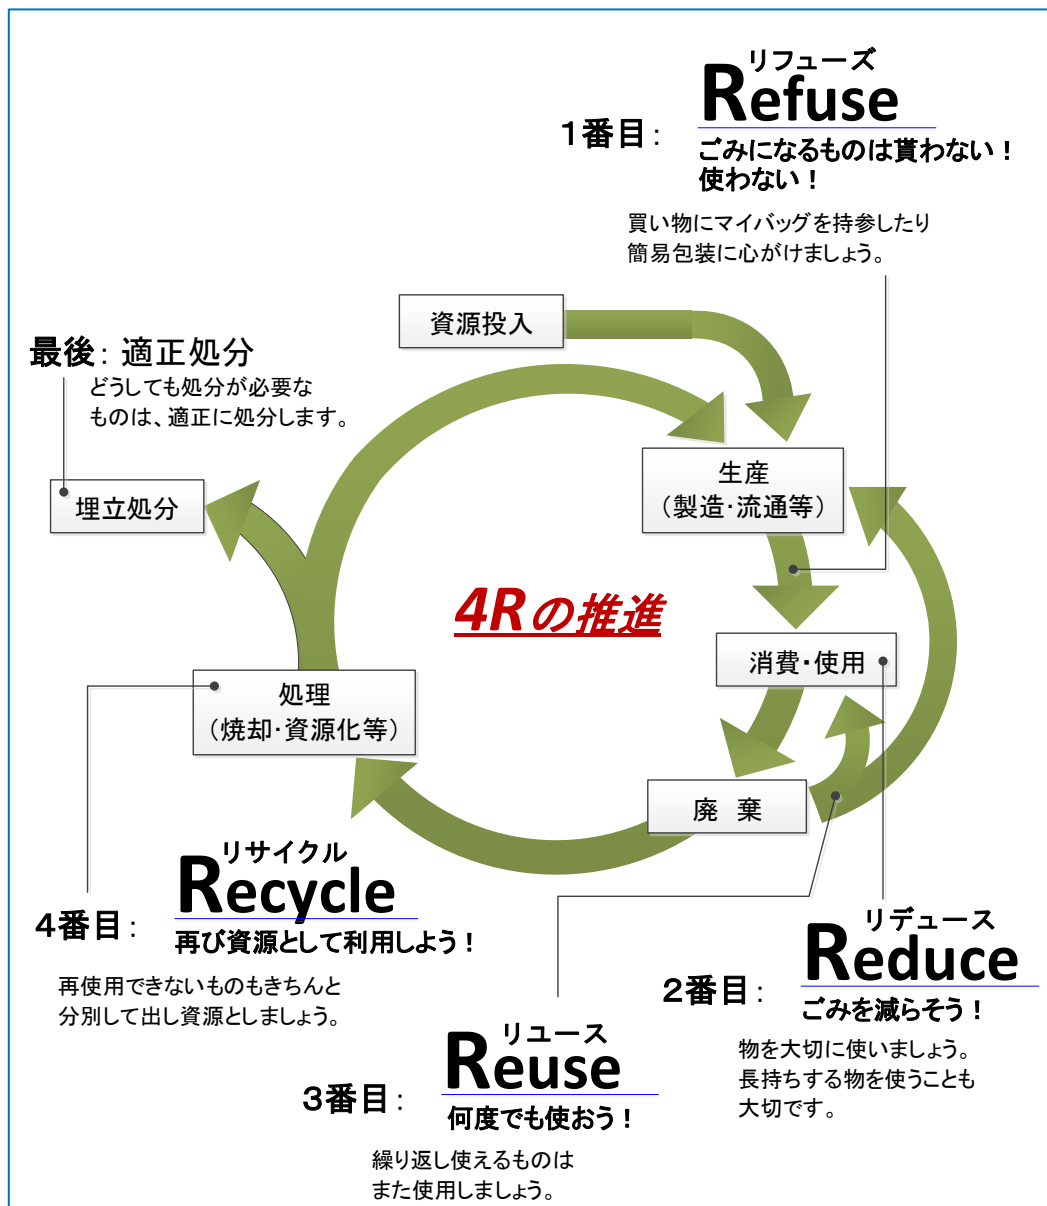 リフューズ
1番目： Refuse
ごみになるものは貰わない！
使わない！
買い物にマイバッグを持参したり
簡易包装に心がけましょう。
資源投入
最後：適正処分
どうしても処分が必要な
ものは、適正に処分します。
生産
（製造・流通等）
埋立処分
4Rの推進
消費・使用
処理
（焼却・資源化等）
廃 棄
リサイクル
4番目： Recycle
再び資源として利用しよう！
再使用できないものもきちんと
分別して出し資源としましょう。
リデュース
2番目： Reduce
ごみを減らそう！
物を大切に使いましょう。
長持ちする物を使うことも
大切です。
リユース
3番目： Reuse
何度でも使おう！
繰り返し使えるものは
また使用しましょう。